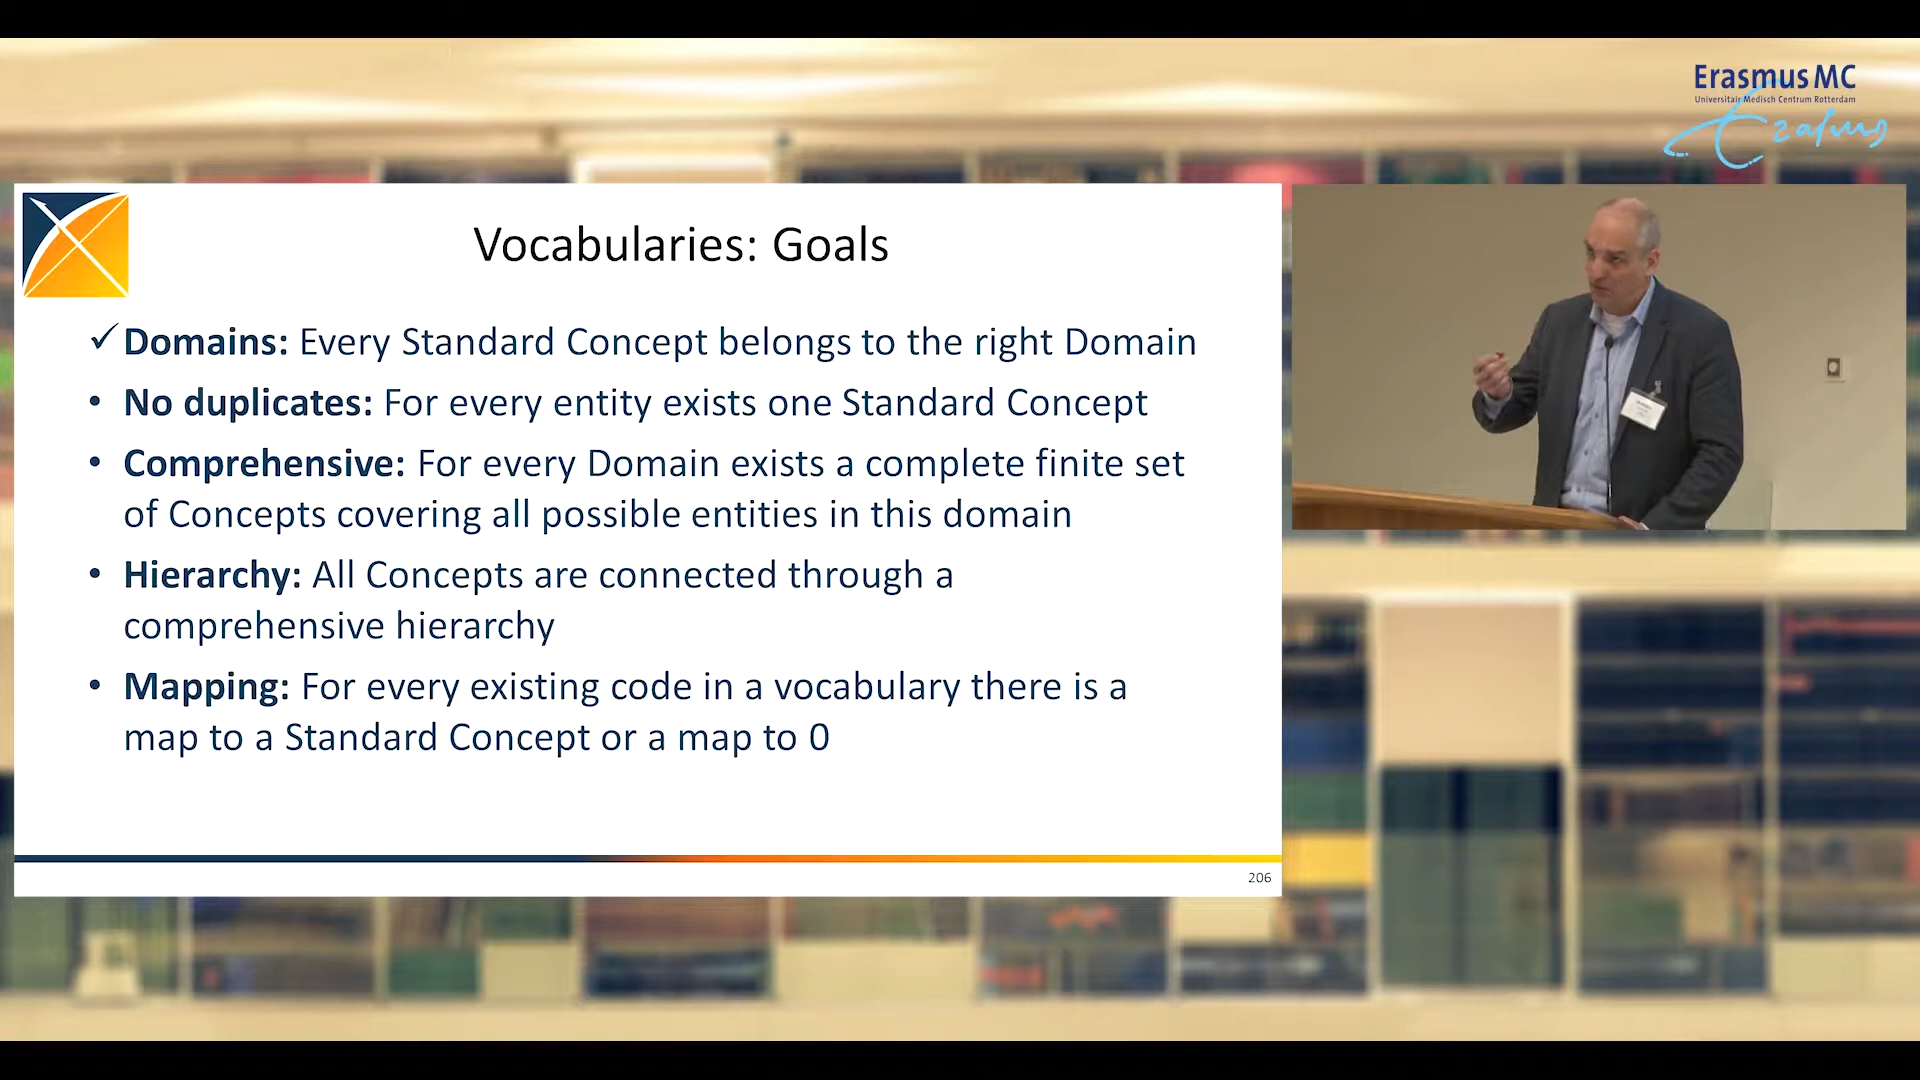 Erasmus MC
Universitair Medisch Centrum Rotterdam
Erasmus
Vocabularies: Goals
✓ Domains: Every Standard Concept belongs to the right Domain
• No duplicates: For every entity exists one Standard Concept
• Comprehensive: For every Domain exists a complete finite set
of Concepts covering all possible entities in this domain
• Hierarchy: All Concepts are connected through a
comprehensive hierarchy
• Mapping: For every existing code in a vocabulary there is a
map to a Standard Concept or a map to 0
206